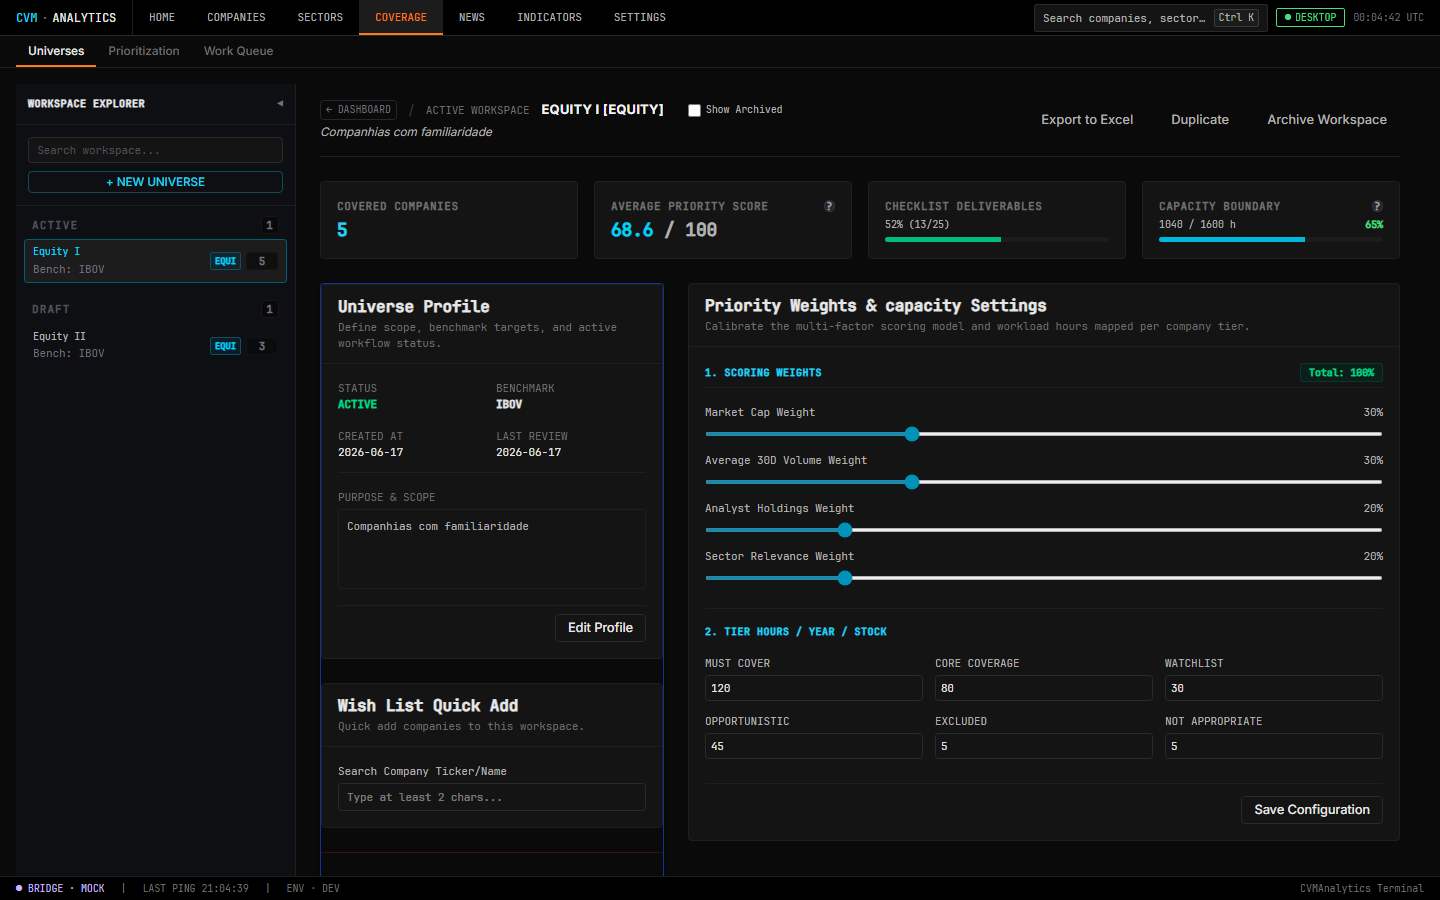 CVM · ANALYTICS
HOME
COMPANIES
SECTORS
COVERAGE
NEWS
INDICATORS
SETTINGS
Search companies, sector… Ctrl K
DESKTOP
00:04:42 UTC
Universes
Prioritization
Work Queue
WORKSPACE EXPLORER
Search workspace...
+ NEW UNIVERSE
ACTIVE 1
Equity I
Bench: IBOV
EQUI 5
DRAFT 1
Equity II
Bench: IBOV
EQUI 3
← DASHBOARD / ACTIVE WORKSPACE EQUITY I [EQUITY]
Show Archived
Companhias com familiaridade
Export to Excel
Duplicate
Archive Workspace
COVERED COMPANIES
5
AVERAGE PRIORITY SCORE ?
68.6 / 100
CHECKLIST DELIVERABLES
52% (13/25)
CAPACITY BOUNDARY ?
1040 / 1600 h 65%
Universe Profile
Define scope, benchmark targets, and active
workflow status.
STATUS
ACTIVE
BENCHMARK
IBOV
CREATED AT
2026-06-17
LAST REVIEW
2026-06-17
PURPOSE & SCOPE
Companhias com familiaridade
Edit Profile
Wish List Quick Add
Quick add companies to this workspace.
Search Company Ticker/Name
Type at least 2 chars...
Priority Weights & capacity Settings
Calibrate the multi-factor scoring model and workload hours mapped per company tier.
1. SCORING WEIGHTS
Total: 100%
Market Cap Weight 30%
Average 30D Volume Weight 30%
Analyst Holdings Weight 20%
Sector Relevance Weight 20%
2. TIER HOURS / YEAR / STOCK
MUST COVER
120
CORE COVERAGE
80
WATCHLIST
30
OPPORTUNISTIC
45
EXCLUDED
5
NOT APPROPRIATE
5
Save Configuration
BRIDGE · MOCK | LAST PING 21:04:39 | ENV · DEV
CVMAnalytics Terminal